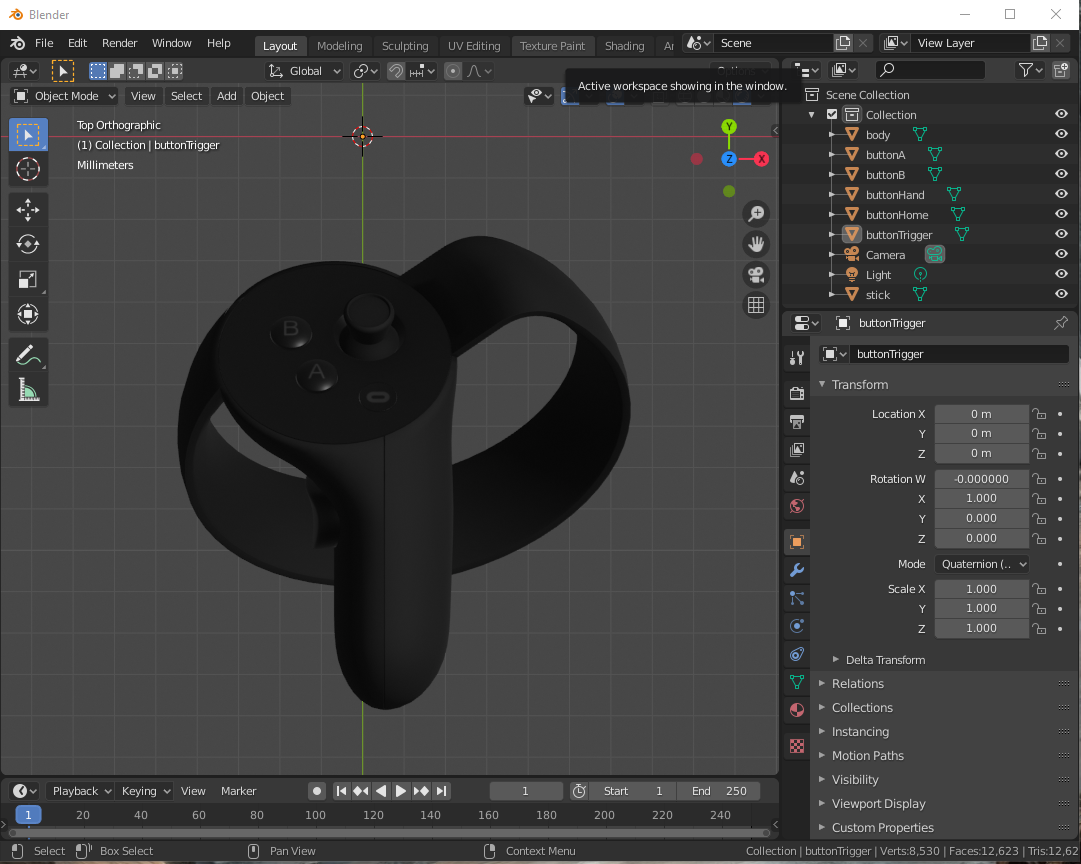 Blender
File Edit Render Window Help Layout Modeling Sculpting UV Editing Texture Paint Shading Scene View Layer
Global
Active workspace showing in the window.
Object Mode View Select Add Object
Top Orthographic
(1) Collection | buttonTrigger
Millimeters
Y
Z X
B
A
Scene Collection
Collection
body
buttonA
buttonB
buttonHand
buttonHome
buttonTrigger
Camera
Light
stick
buttonTrigger
buttonTrigger
Transform
Location X 0 m
Y 0 m
Z 0 m
Rotation W -0.000000
X 1.000
Y 0.000
Z 0.000
Mode Quaternion (..
Scale X 1.000
Y 1.000
Z 1.000
Delta Transform
Relations
Collections
Instancing
Motion Paths
Visibility
Viewport Display
Custom Properties
Playback Keying View Marker 1 Start 1 End 250
1 20 40 60 80 100 120 140 160 180 200 220 240
Select Box Select Pan View Context Menu Collection | buttonTrigger | Verts:8,530 | Faces:12,623 | Tris:12,62